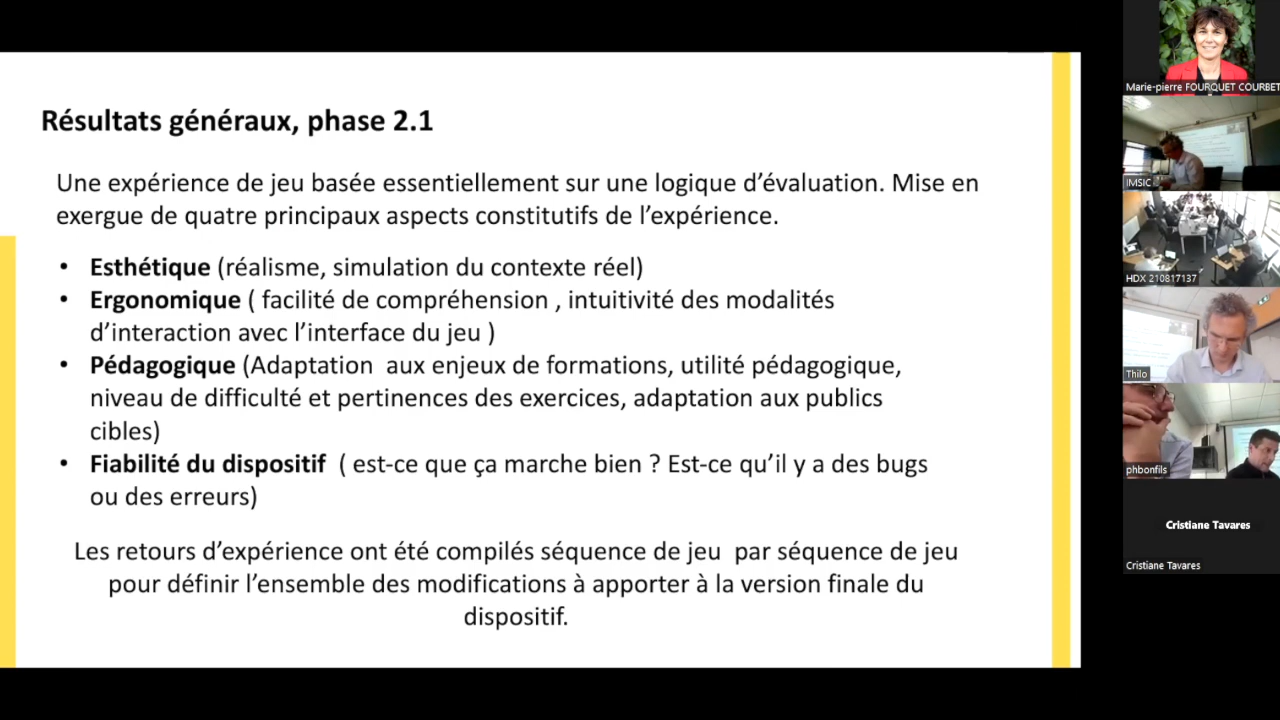 Résultats généraux, phase 2.1
Une expérience de jeu basée essentiellement sur une logique d'évaluation. Mise en
exergue de quatre principaux aspects constitutifs de l'expérience.
• Esthétique (réalisme, simulation du contexte réel)
• Ergonomique ( facilité de compréhension , intuitivité des modalités
d'interaction avec l'interface du jeu )
• Pédagogique (Adaptation  aux enjeux de formations, utilité pédagogique,
niveau de difficulté et pertinences des exercices, adaptation aux publics
cibles)
• Fiabilité du dispositif  ( est-ce que ça marche bien ? Est-ce qu'il y a des bugs
ou des erreurs)
Les retours d'expérience ont été compilés séquence de jeu  par séquence de jeu
pour définir l'ensemble des modifications à apporter à la version finale du
dispositif.
Marie-pierre FOURQUET COURBET
IMSIC
HDX 210817137
Thilo
phbonfils
Cristiane Tavares
Cristiane Tavares